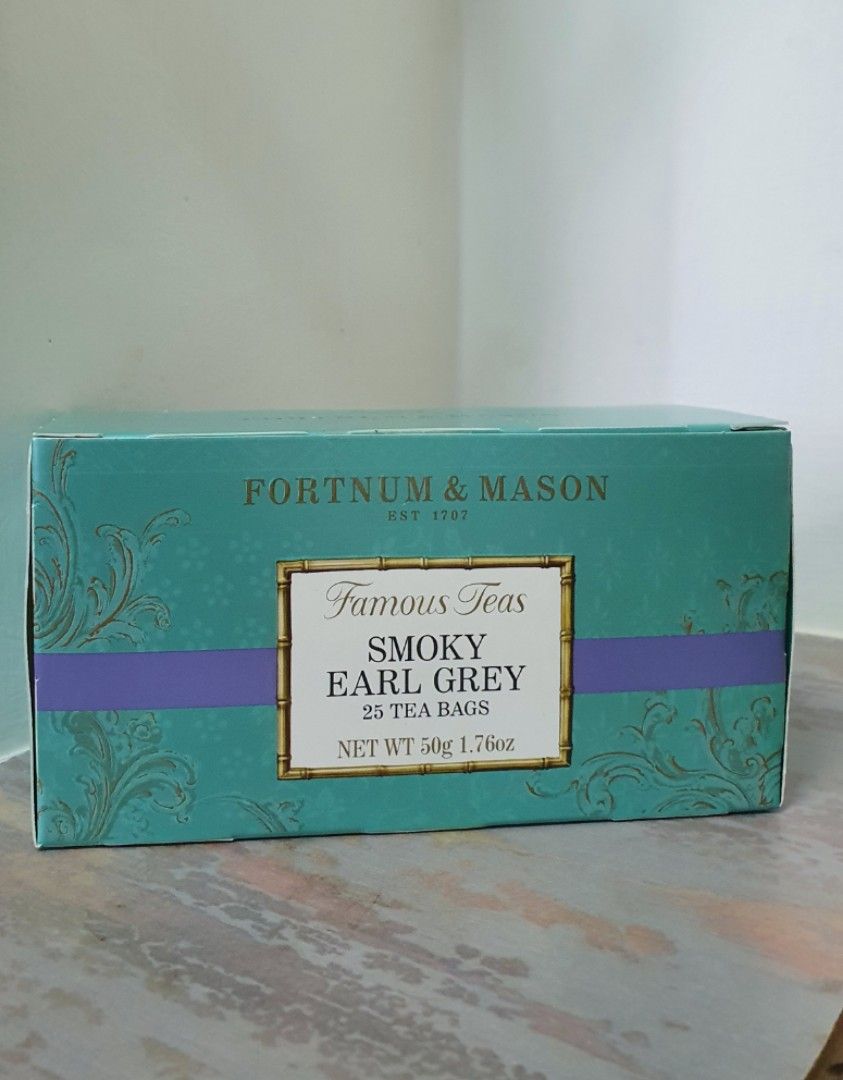 FORTNUM & MASON
EST 1707
Famous Teas
SMOKY
EARL GREY
25 TEA BAGS
NET WT 50g 1.76oz